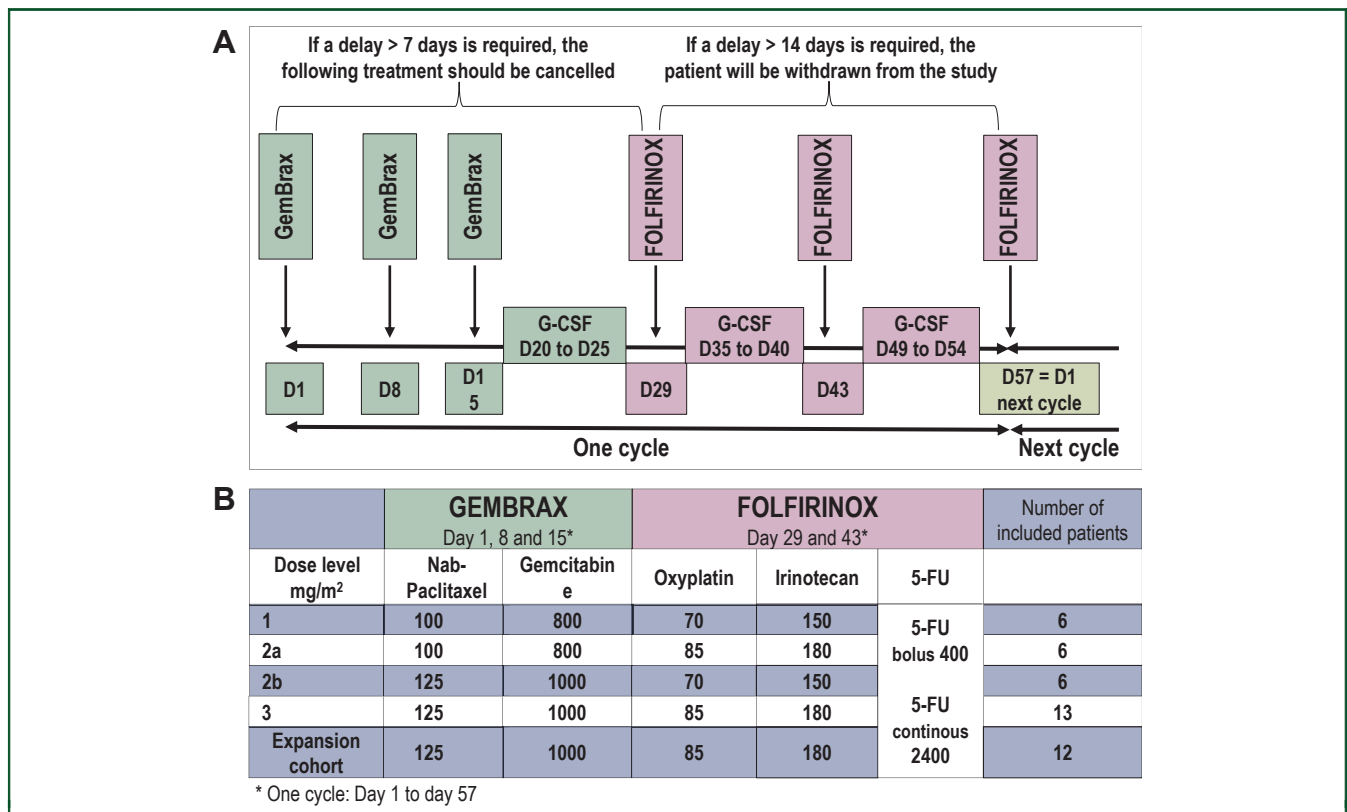 A
If a delay > 7 days is required, the
following treatment should be cancelled
If a delay > 14 days is required, the
patient will be withdrawn from the study
GemBrax
GemBrax
GemBrax
FOLFIRINOX
FOLFIRINOX
FOLFIRINOX
G-CSF
D20 to D25
G-CSF
D35 to D40
G-CSF
D49 to D54
D1
D8
D1
5
D29
D43
D57 = D1
next cycle
One cycle
Next cycle
B
GEMBRAX
Day 1, 8 and 15*
FOLFIRINOX
Day 29 and 43*
Number of
included patients
Dose level
mg/m²
Nab-
Paclitaxel
Gemcitabin
e
Oxyplatin
Irinotecan
5-FU
1 100 800 70 150 6
2a 100 800 85 180 6
2b 125 1000 70 150 6
3 125 1000 85 180 13
Expansion
cohort
125 1000 85 180 12
5-FU
bolus 400
5-FU
continous
2400
* One cycle: Day 1 to day 57